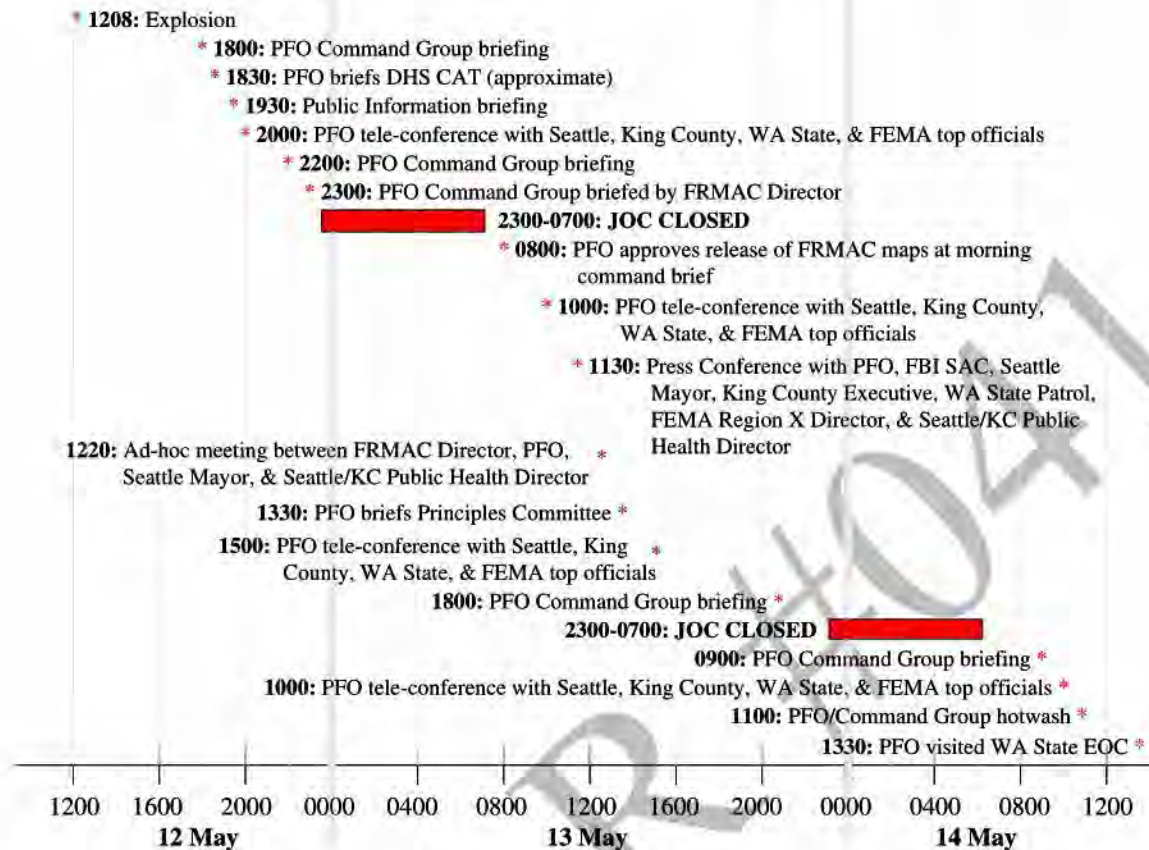 * 1208: Explosion
* 1800: PFO Command Group briefing
* 1830: PFO briefs DHS CAT (approximate)
* 1930: Public Information briefing
* 2000: PFO tele-conference with Seattle, King County, WA State, & FEMA top officials
* 2200: PFO Command Group briefing
* 2300: PFO Command Group briefed by FRMAC Director
2300-0700: JOC CLOSED
* 0800: PFO approves release of FRMAC maps at morning
command brief
* 1000: PFO tele-conference with Seattle, King County,
WA State, & FEMA top officials
* 1130: Press Conference with PFO, FBI SAC, Seattle
Mayor, King County Executive, WA State Patrol,
FEMA Region X Director, & Seattle/KC Public
Health Director
1220: Ad-hoc meeting between FRMAC Director, PFO, *
Seattle Mayor, & Seattle/KC Public Health Director
1330: PFO briefs Principles Committee *
1500: PFO tele-conference with Seattle, King *
County, WA State, & FEMA top officials
1800: PFO Command Group briefing *
2300-0700: JOC CLOSED
0900: PFO Command Group briefing *
1000: PFO tele-conference with Seattle, King County, WA State, & FEMA top officials *
1100: PFO/Command Group hotwash *
1330: PFO visited WA State EOC *
1200 1600 2000 0000 0400 0800 1200 1600 2000 0000 0400 0800 1200
12 May 13 May 14 May
R #041